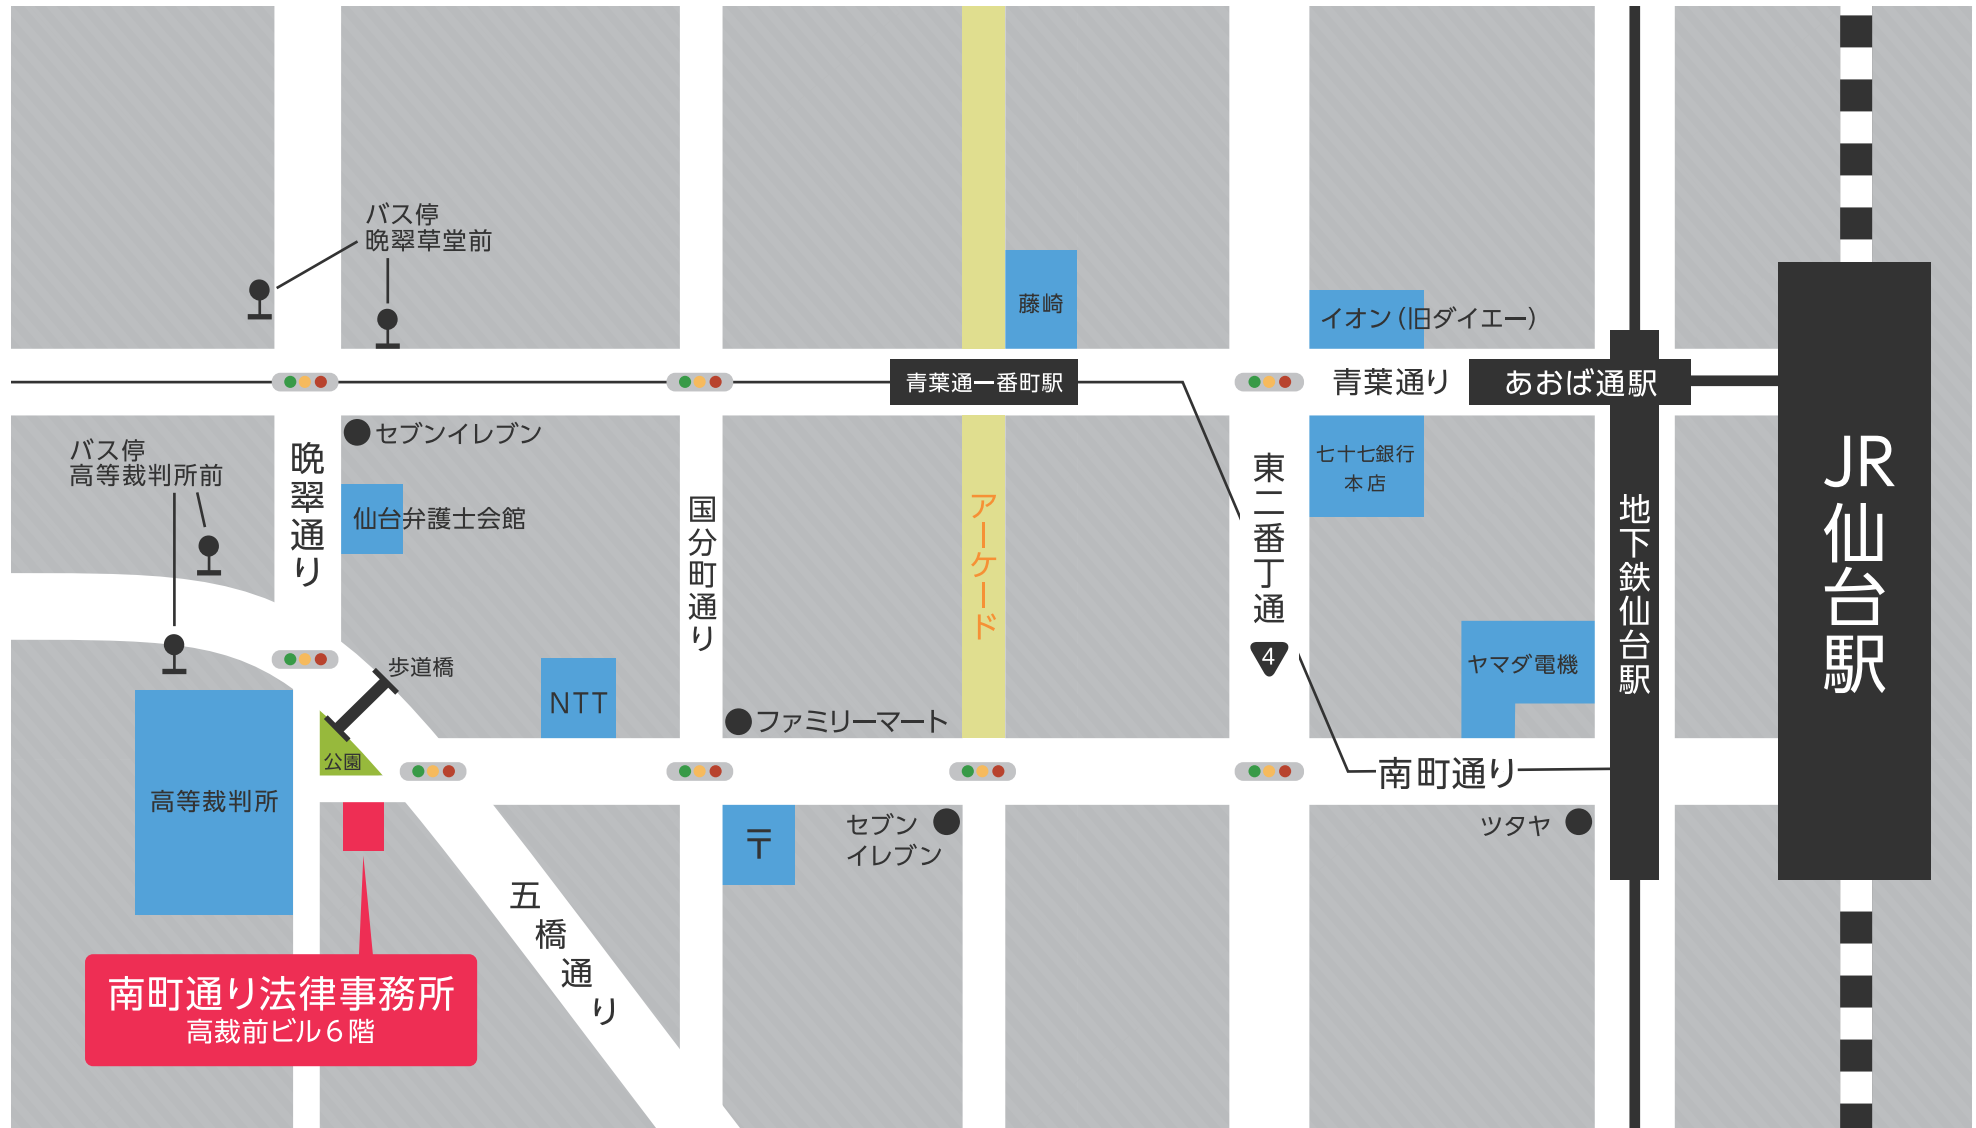 バス停
晩翠草堂前
藤崎
イオン(旧ダイエー)
青葉通一番町駅
青葉通り
あおば通駅
セブンイレブン
バス停
高等裁判所前
晩翠通り
仙台弁護士会館
国分町通り
アーケード
東二番丁通
4
七十七銀行
本店
地下鉄仙台駅
JR仙台駅
歩道橋
NTT
ファミリーマート
ヤマダ電機
公園
南町通り
高等裁判所
〒
セブン
イレブン
ツタヤ
五橋通り
南町通り法律事務所
高裁前ビル6階